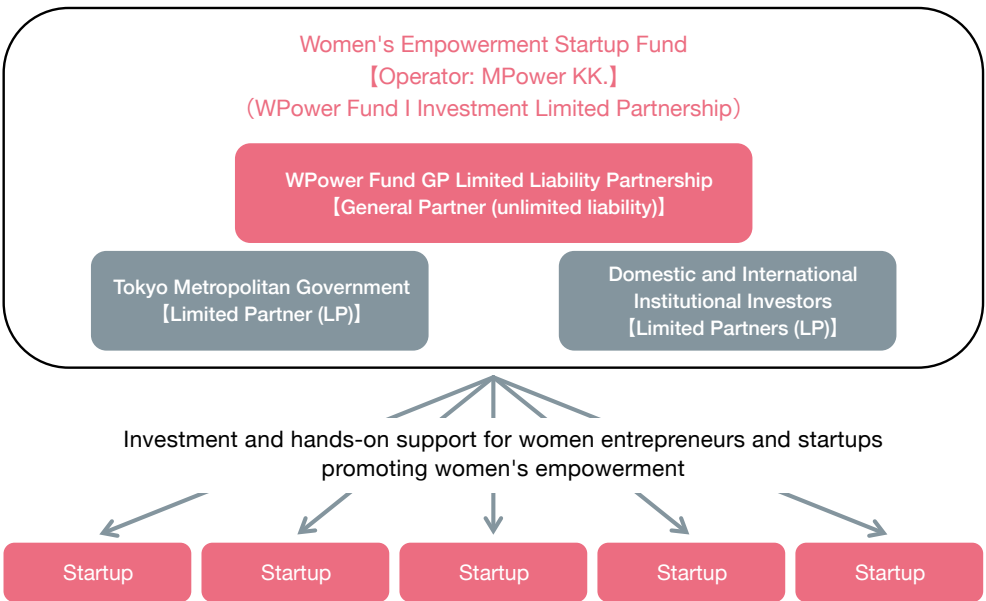 Women's Empowerment Startup Fund
【Operator: MPower KK.】
（WPower Fund I Investment Limited Partnership）
WPower Fund GP Limited Liability Partnership
【General Partner (unlimited liability)】
Tokyo Metropolitan Government
【Limited Partner (LP)】
Domestic and International
Institutional Investors
【Limited Partners (LP)】
Investment and hands-on support for women entrepreneurs and startups
promoting women's empowerment
Startup
Startup
Startup
Startup
Startup